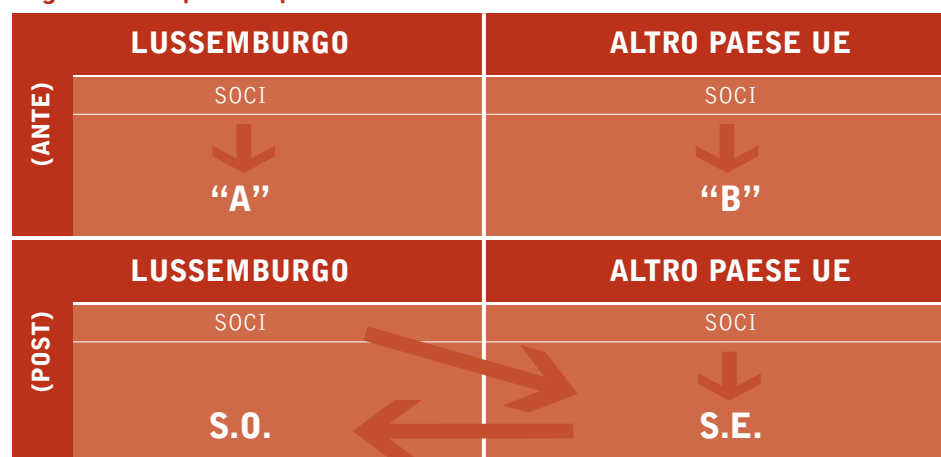 LUSSEMBURGO ALTRO PAESE UE
(ANTE)
SOCI SOCI
“A” “B”
LUSSEMBURGO ALTRO PAESE UE
(POST)
SOCI SOCI
S.O. S.E.